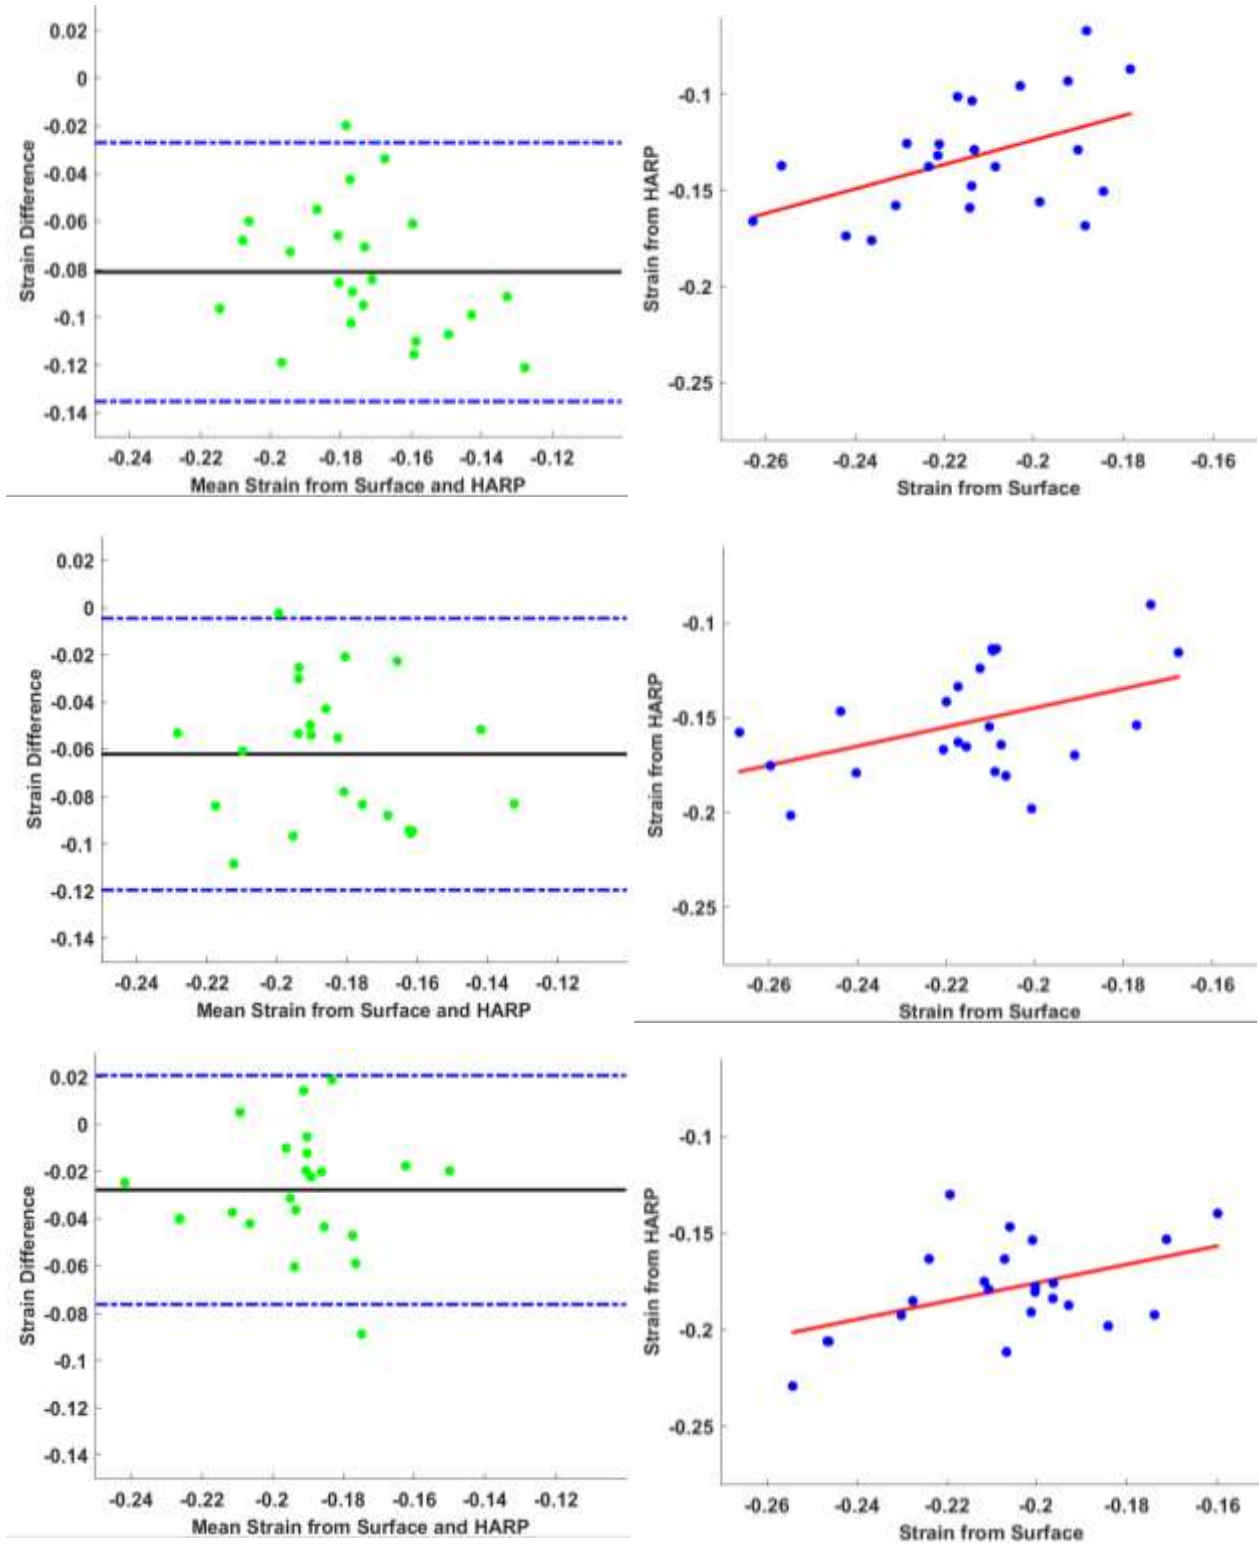 0.02
0
-0.02
-0.04
-0.06
-0.08
-0.1
-0.12
-0.14
Strain Difference
-0.24 -0.22 -0.2 -0.18 -0.16 -0.14 -0.12
Mean Strain from Surface and HARP
-0.1
-0.15
-0.2
-0.25
Strain from HARP
-0.26 -0.24 -0.22 -0.2 -0.18 -0.16
Strain from Surface
0.02
0
-0.02
-0.04
-0.06
-0.08
-0.1
-0.12
-0.14
Strain Difference
-0.24 -0.22 -0.2 -0.18 -0.16 -0.14 -0.12
Mean Strain from Surface and HARP
-0.1
-0.15
-0.2
-0.25
Strain from HARP
-0.26 -0.24 -0.22 -0.2 -0.18 -0.16
Strain from Surface
0.02
0
-0.02
-0.04
-0.06
-0.08
-0.1
-0.12
-0.14
Strain Difference
-0.24 -0.22 -0.2 -0.18 -0.16 -0.14 -0.12
Mean Strain from Surface and HARP
-0.1
-0.15
-0.2
-0.25
Strain from HARP
-0.26 -0.24 -0.22 -0.2 -0.18 -0.16
Strain from Surface